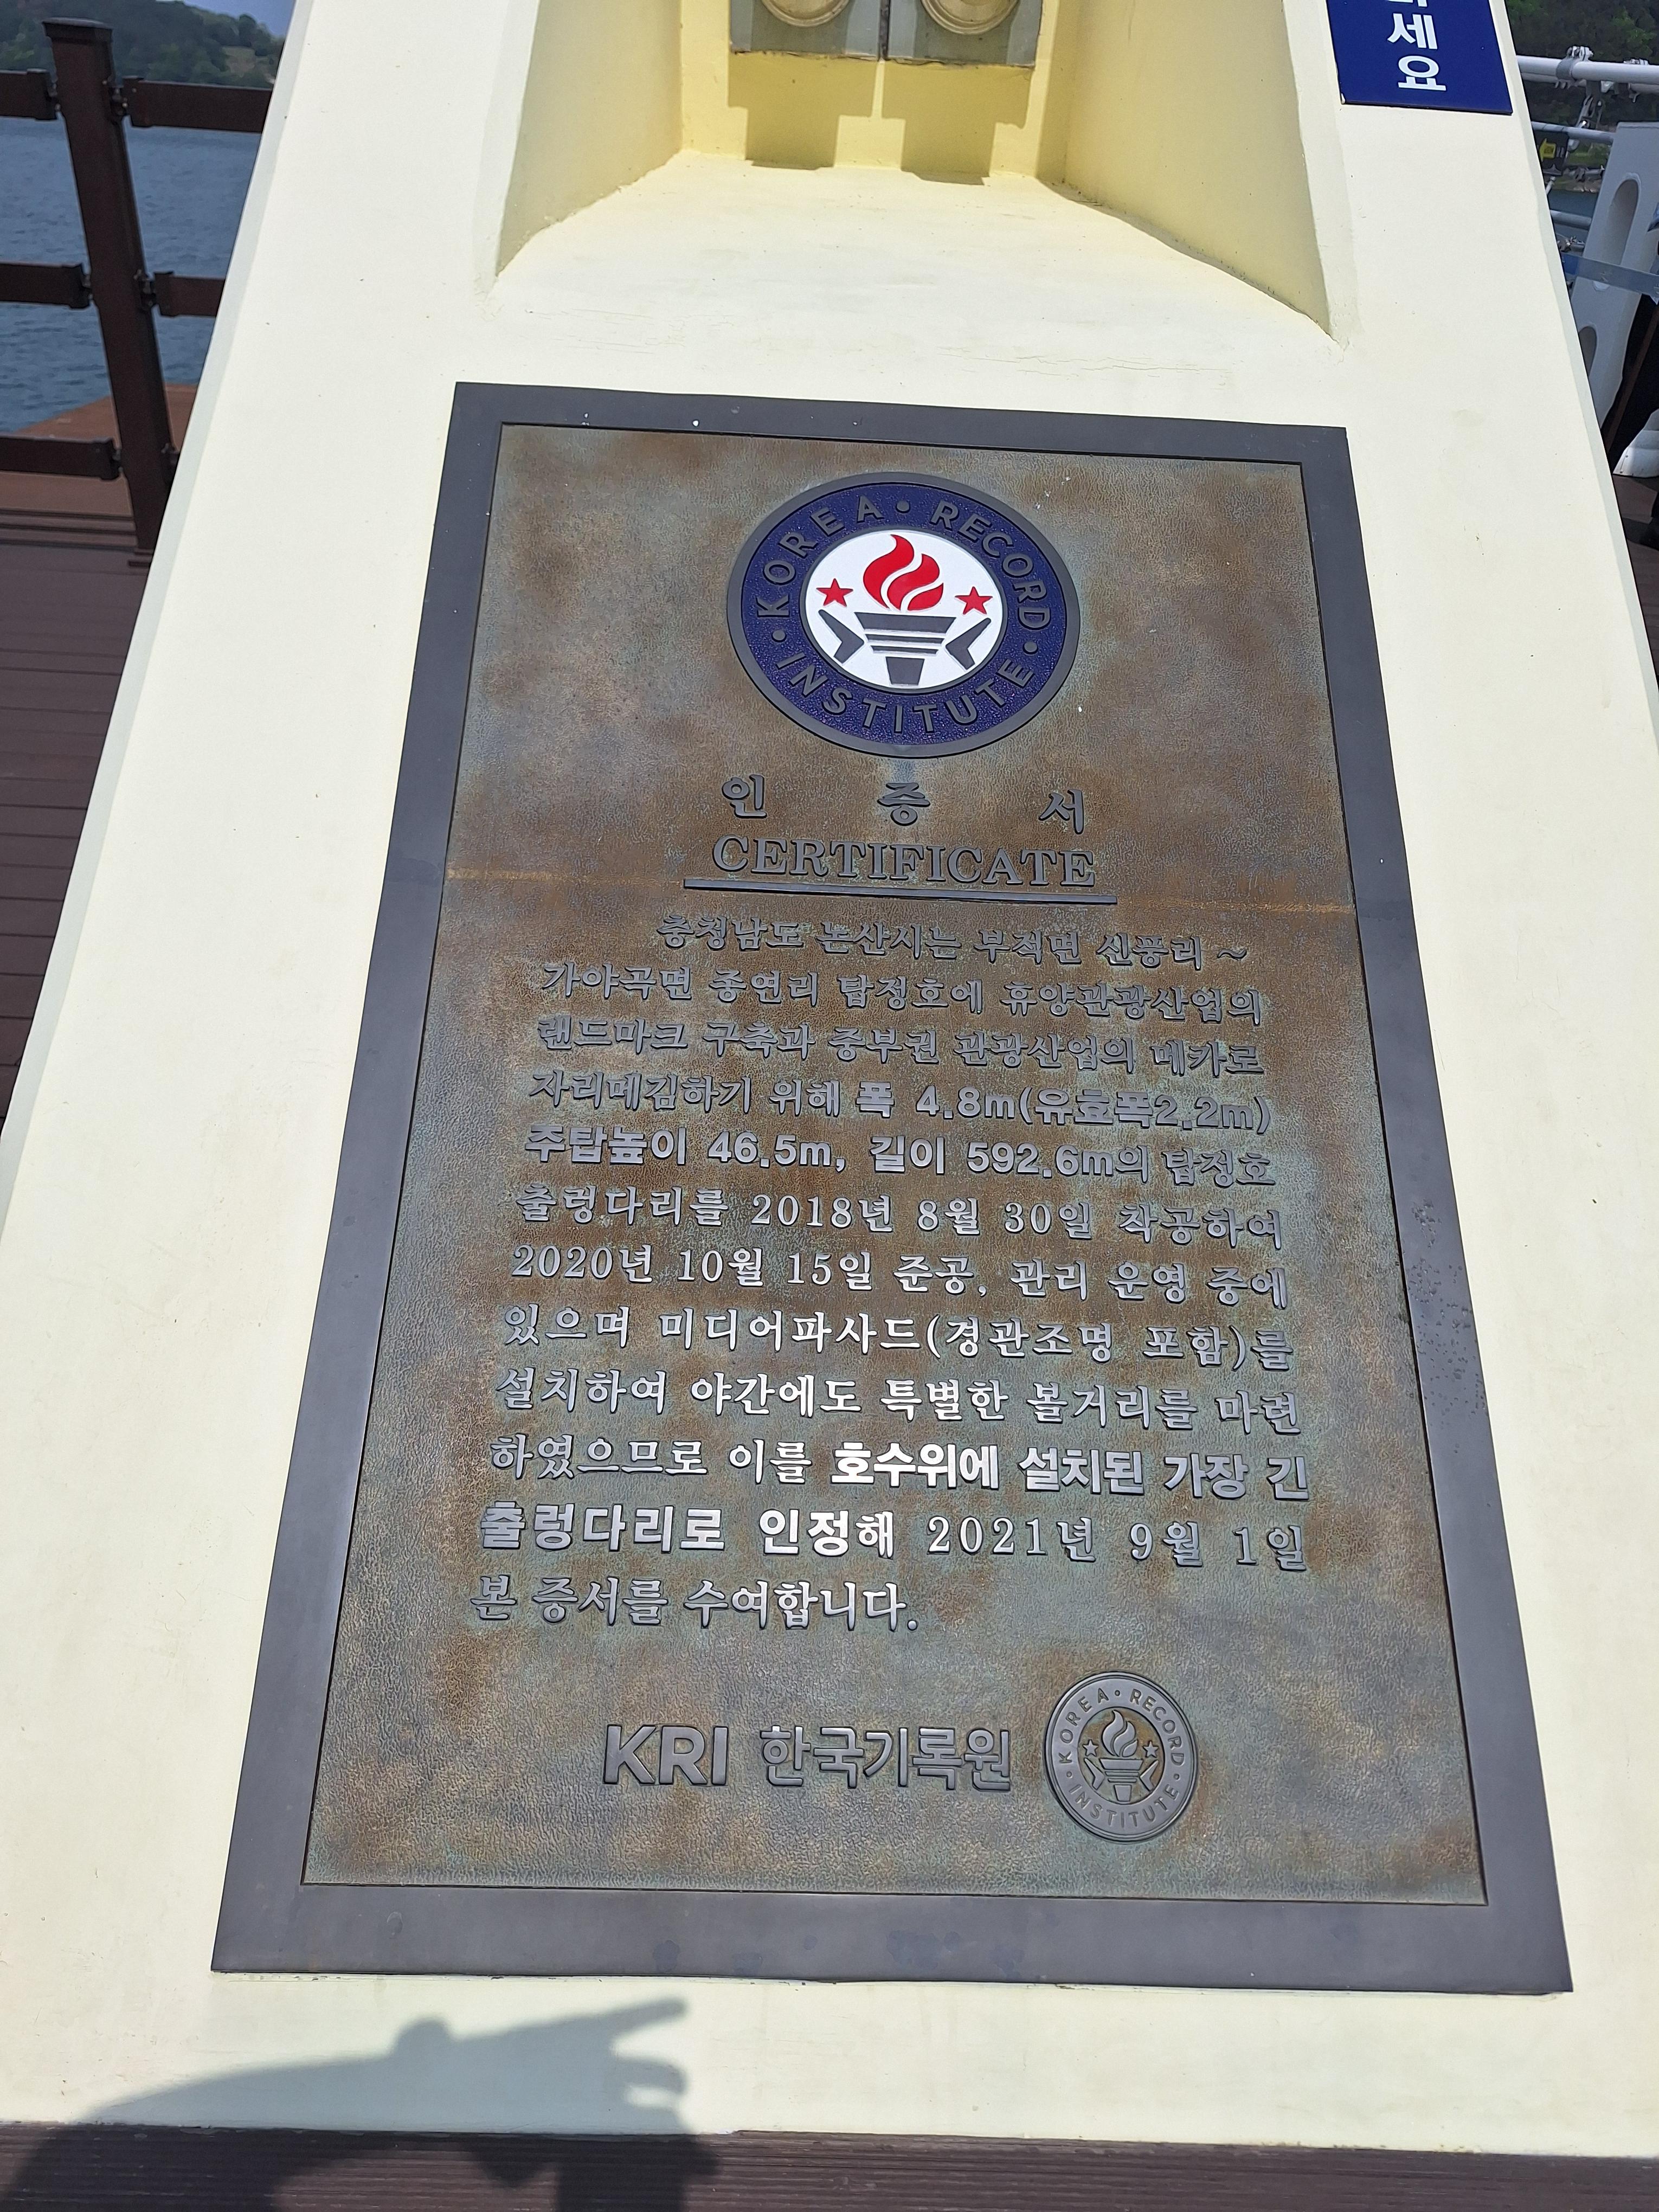 세
요
KOREA • RECORD • INSTITUTE •
인 증 서
CERTIFICATE
충청남도 논산시는 부적면 신풍리 ~
가야곡면 종연리 탑정호에 휴양관광산업의
랜드마크 구축과 중부권 관광산업의 메카로
자리메김하기 위해 폭 4.8m(유효폭2.2m)
주탑높이 46.5m, 길이 592.6m의 탑정호
출렁다리를 2018년 8월 30일 착공하여
2020년 10월 15일 준공, 관리 운영 중에
있으며 미디어파사드(경관조명 포함)를
설치하여 야간에도 특별한 볼거리를 마련
하였으므로 이를 호수위에 설치된 가장 긴
출렁다리로 인정해 2021년 9월 1일
본 증서를 수여합니다.
KRI 한국기록원
KOREA • RECORD • INSTITUTE •